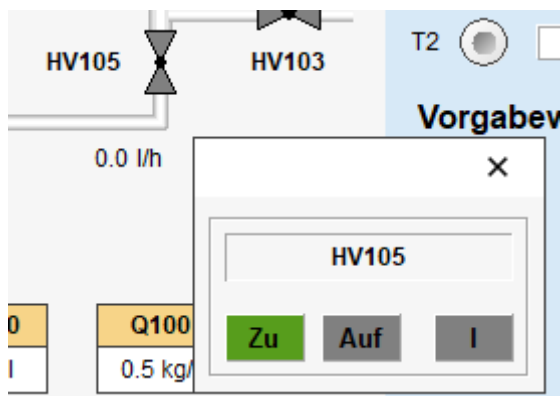 T2
HV105
HV103
Vorgabew
0.0 l/h
×
HV105
Zu Auf I
0 Q100
l 0.5 kg/